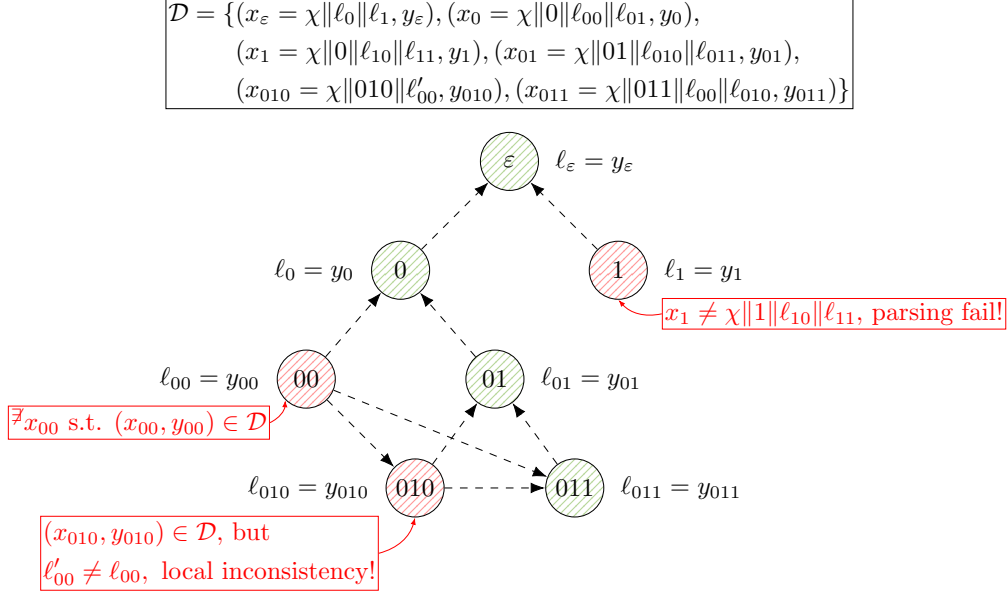 𝒟 = {(x_ε = χ‖ℓ_0‖ℓ_1, y_ε), (x_0 = χ‖0‖ℓ_00‖ℓ_01, y_0),
(x_1 = χ‖0‖ℓ_10‖ℓ_11, y_1), (x_01 = χ‖01‖ℓ_010‖ℓ_011, y_01),
(x_010 = χ‖010‖ℓ′_00, y_010), (x_011 = χ‖011‖ℓ_00‖ℓ_010, y_011)}
ε ℓ_ε = y_ε
ℓ_0 = y_0 0 1 ℓ_1 = y_1
x_1 ≠ χ‖1‖ℓ_10‖ℓ_11, parsing fail!
ℓ_00 = y_00 00 01 ℓ_01 = y_01
∄x_00 s.t. (x_00, y_00) ∈ 𝒟
ℓ_010 = y_010 010 011 ℓ_011 = y_011
(x_010, y_010) ∈ 𝒟, but
ℓ′_00 ≠ ℓ_00, local inconsistency!